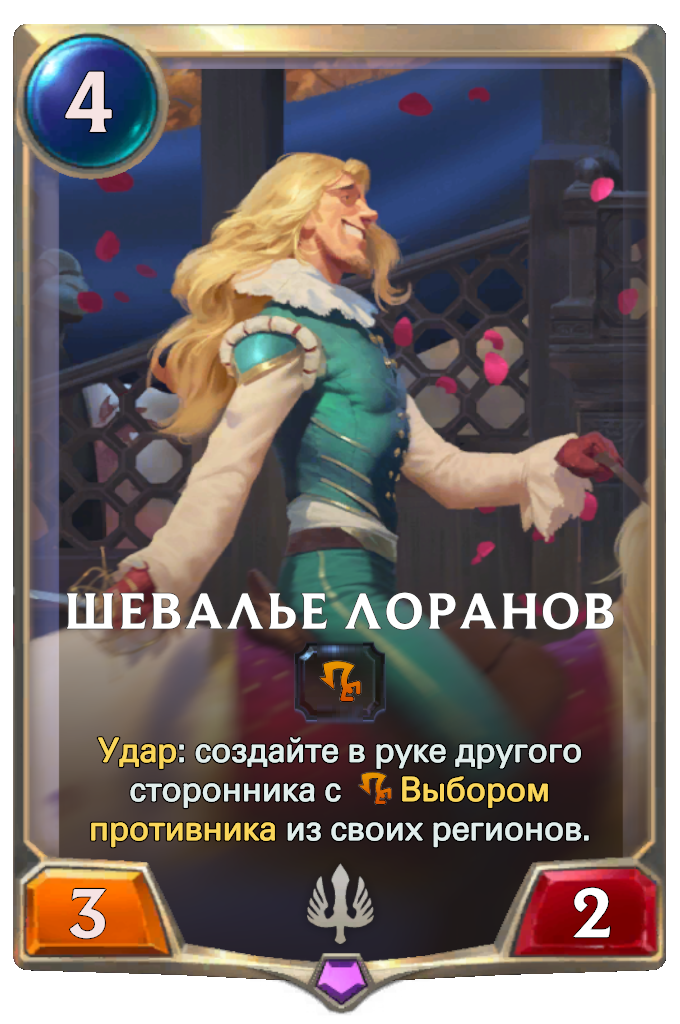 4
ШЕВАЛЬЕ ЛОРАНОВ
Удар: создайте в руке другого
сторонника с Выбором
противника из своих регионов.
3
2